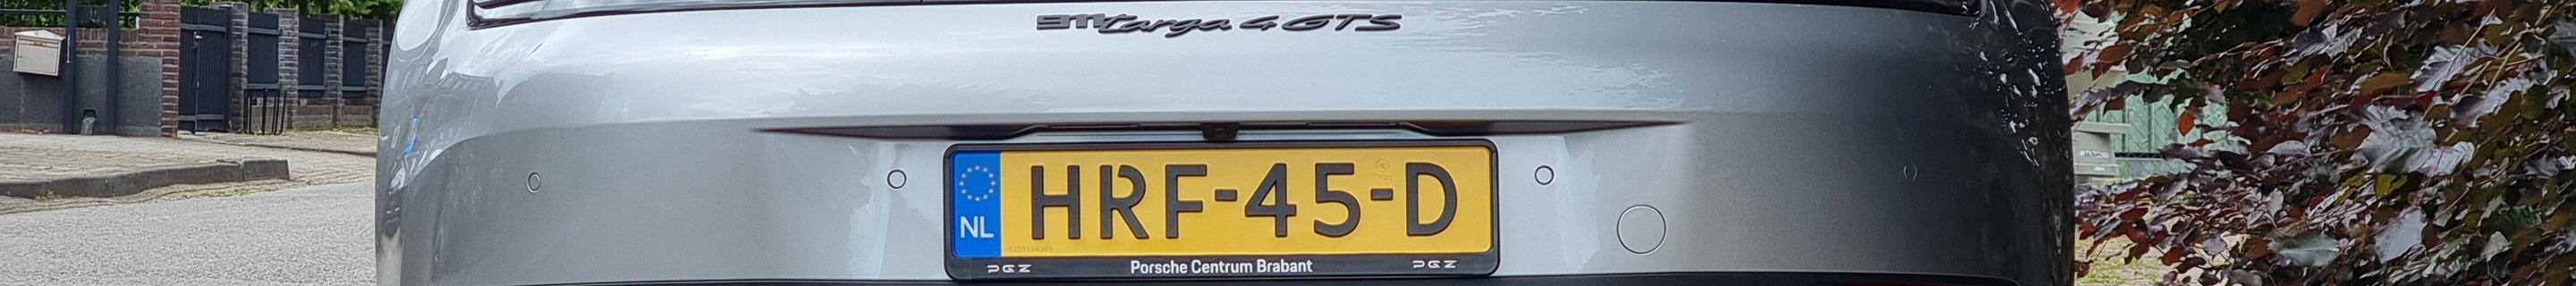 911 Targa 4 GTS
NL
HRF-45-D
PGZ Porsche Centrum Brabant PGZ